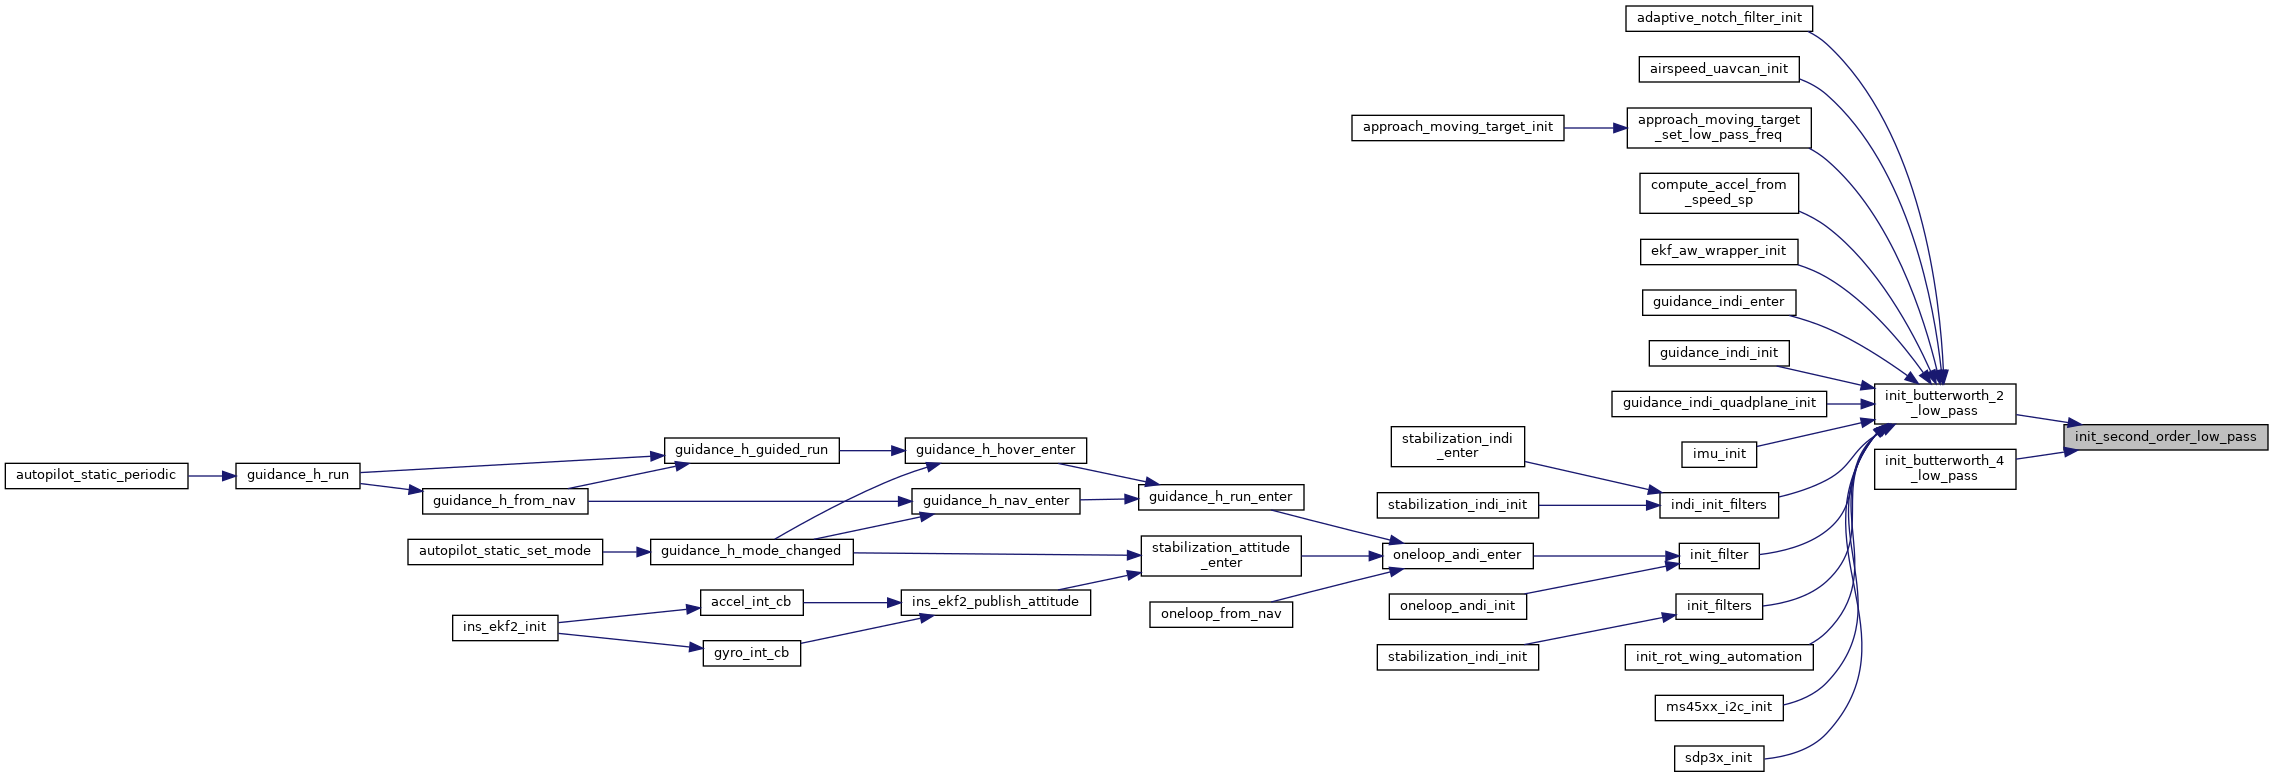 adaptive_notch_filter_init
airspeed_uavcan_init
approach_moving_target_init
approach_moving_target
_set_low_pass_freq
compute_accel_from
_speed_sp
ekf_aw_wrapper_init
guidance_indi_enter
guidance_indi_init
guidance_indi_quadplane_init
init_butterworth_2
_low_pass
init_second_order_low_pass
init_butterworth_4
_low_pass
imu_init
stabilization_indi
_enter
stabilization_indi_init
indi_init_filters
autopilot_static_periodic
guidance_h_run
guidance_h_guided_run
guidance_h_from_nav
guidance_h_hover_enter
guidance_h_nav_enter
guidance_h_run_enter
autopilot_static_set_mode
guidance_h_mode_changed
stabilization_attitude
_enter
oneloop_andi_enter
init_filter
ins_ekf2_init
accel_int_cb
gyro_int_cb
ins_ekf2_publish_attitude
oneloop_from_nav
oneloop_andi_init
init_filters
stabilization_indi_init
init_rot_wing_automation
ms45xx_i2c_init
sdp3x_init